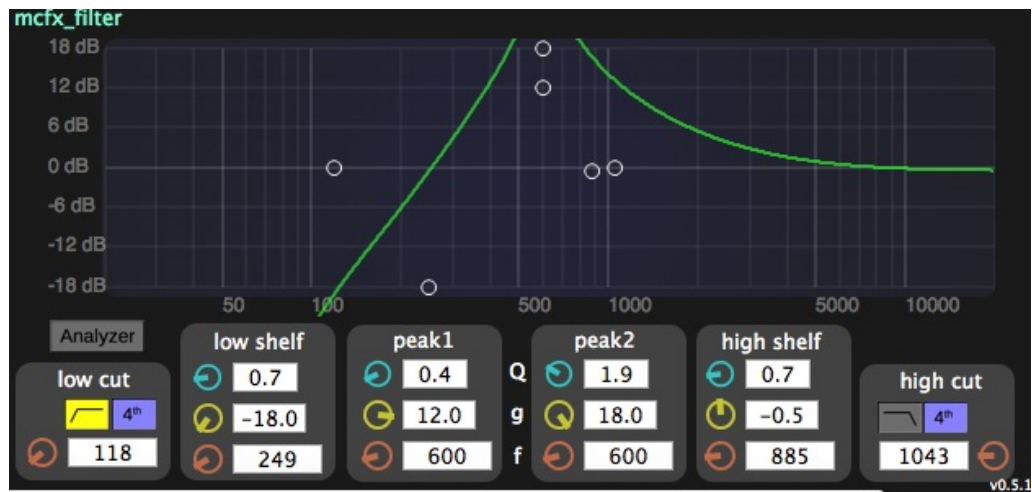 mcfx_filter
18 dB
12 dB
6 dB
0 dB
-6 dB
-12 dB
-18 dB
50 100 500 1000 5000 10000
Analyzer
low cut
4th
118
low shelf
0.7
-18.0
249
peak1
0.4
12.0
600
Q
g
f
peak2
1.9
18.0
600
high shelf
0.7
-0.5
885
high cut
4th
1043
v0.5.1